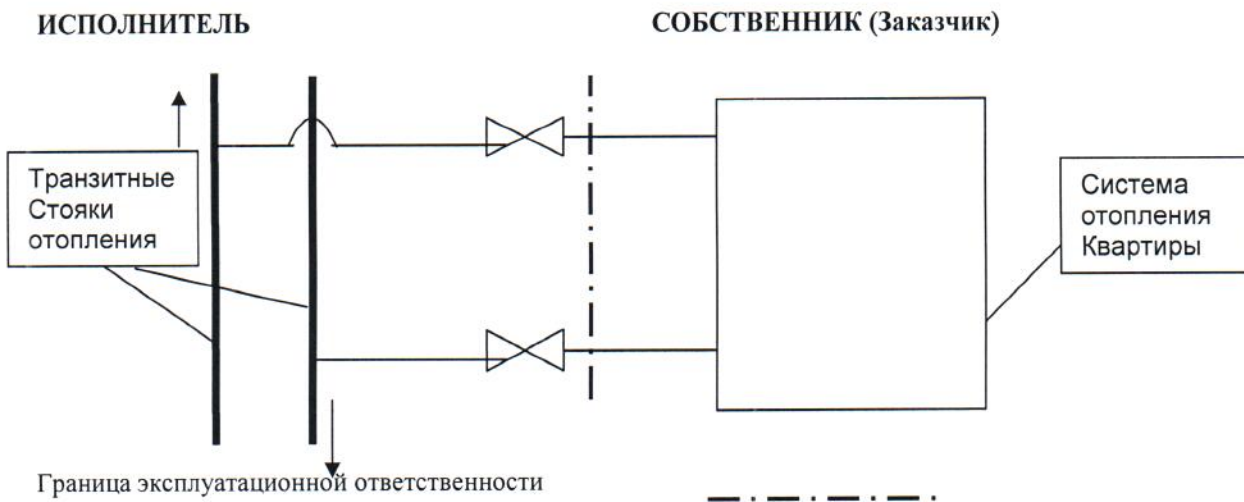 ИСПОЛНИТЕЛЬ
СОБСТВЕННИК (Заказчик)
Транзитные
Стояки
отопления
Система
отопления
Квартиры
Граница эксплуатационной ответственности